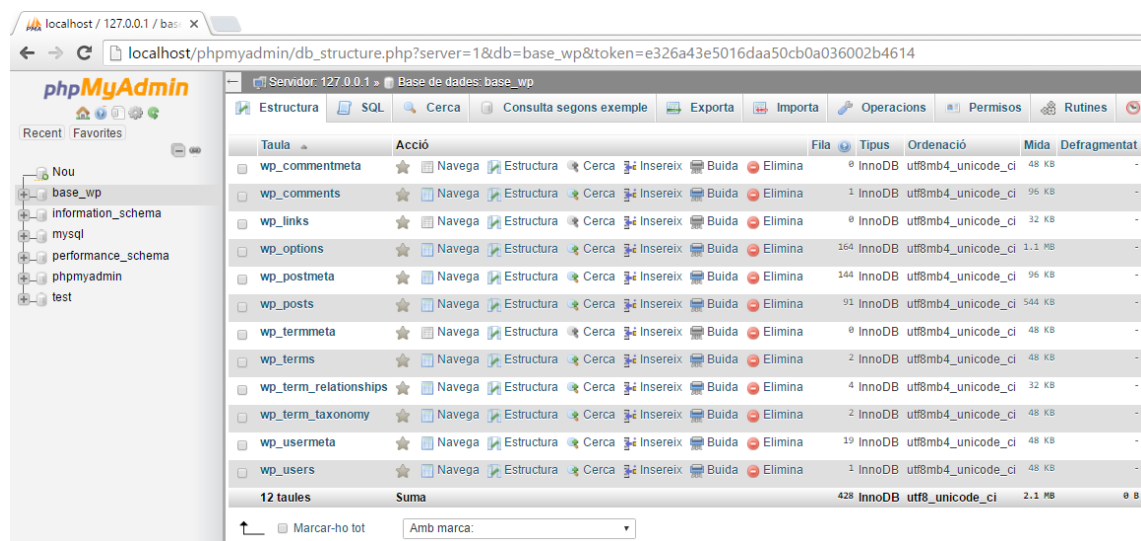 localhost / 127.0.0.1 / bas
localhost/phpmyadmin/db_structure.php?server=1&db=base_wp&token=e326a43e5016daa50cb0a036002b4614
phpMyAdmin
Recent Favorites
Nou
base_wp
information_schema
mysql
performance_schema
phpmyadmin
test
Servidor: 127.0.0.1 » Base de dades: base_wp
Estructura SQL Cerca Consulta segons exemple Exporta Importa Operacions Permisos Rutines
Taula Acció Fila Tipus Ordenació Mida Defragmentat
wp_commentmeta Navega Estructura Cerca Insereix Buida Elimina 0 InnoDB utf8mb4_unicode_ci 48 KB -
wp_comments Navega Estructura Cerca Insereix Buida Elimina 1 InnoDB utf8mb4_unicode_ci 96 KB -
wp_links Navega Estructura Cerca Insereix Buida Elimina 0 InnoDB utf8mb4_unicode_ci 32 KB -
wp_options Navega Estructura Cerca Insereix Buida Elimina 164 InnoDB utf8mb4_unicode_ci 1.1 MB -
wp_postmeta Navega Estructura Cerca Insereix Buida Elimina 144 InnoDB utf8mb4_unicode_ci 96 KB -
wp_posts Navega Estructura Cerca Insereix Buida Elimina 91 InnoDB utf8mb4_unicode_ci 544 KB -
wp_termmeta Navega Estructura Cerca Insereix Buida Elimina 0 InnoDB utf8mb4_unicode_ci 48 KB -
wp_terms Navega Estructura Cerca Insereix Buida Elimina 2 InnoDB utf8mb4_unicode_ci 48 KB -
wp_term_relationships Navega Estructura Cerca Insereix Buida Elimina 4 InnoDB utf8mb4_unicode_ci 32 KB -
wp_term_taxonomy Navega Estructura Cerca Insereix Buida Elimina 2 InnoDB utf8mb4_unicode_ci 48 KB -
wp_usermeta Navega Estructura Cerca Insereix Buida Elimina 19 InnoDB utf8mb4_unicode_ci 48 KB -
wp_users Navega Estructura Cerca Insereix Buida Elimina 1 InnoDB utf8mb4_unicode_ci 48 KB -
12 taules Suma 428 InnoDB utf8_unicode_ci 2.1 MB 0 B
Marcar-ho tot Amb marca: